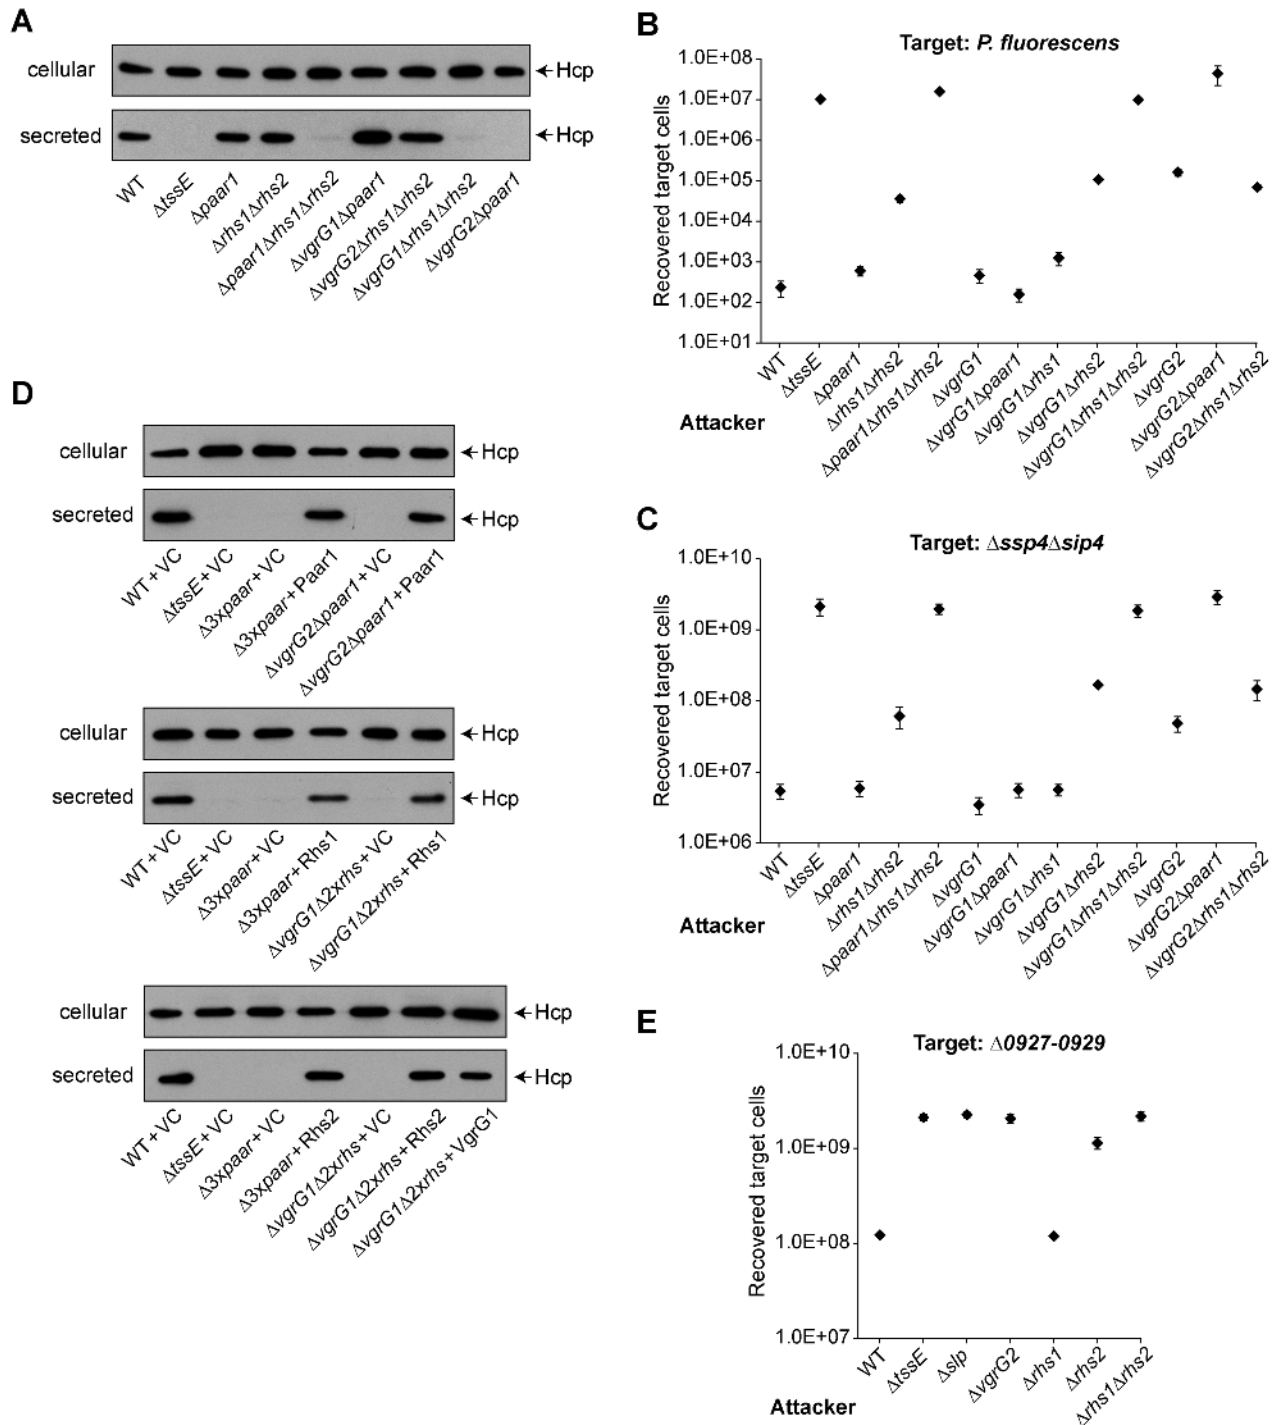 A
cellular
←Hcp
secreted
←Hcp
WT
ΔtssE
Δpaar1
Δrhs1Δrhs2
Δpaar1Δrhs1Δrhs2
ΔvgrG1Δpaar1
ΔvgrG2Δrhs1Δrhs2
ΔvgrG1Δrhs1Δrhs2
ΔvgrG2Δpaar1
B
Target: P. fluorescens
Recovered target cells
1.0E+08
1.0E+07
1.0E+06
1.0E+05
1.0E+04
1.0E+03
1.0E+02
1.0E+01
WT
ΔtssE
Δpaar1
Δrhs1Δrhs2
Δpaar1Δrhs1Δrhs2
ΔvgrG1
ΔvgrG1Δpaar1
ΔvgrG1Δrhs1
ΔvgrG1Δrhs2
ΔvgrG1Δrhs1Δrhs2
ΔvgrG2
ΔvgrG2Δpaar1
ΔvgrG2Δrhs1Δrhs2
Attacker
C
Target: Δssp4Δsip4
Recovered target cells
1.0E+10
1.0E+09
1.0E+08
1.0E+07
1.0E+06
WT
ΔtssE
Δpaar1
Δrhs1Δrhs2
Δpaar1Δrhs1Δrhs2
ΔvgrG1
ΔvgrG1Δpaar1
ΔvgrG1Δrhs1
ΔvgrG1Δrhs2
ΔvgrG1Δrhs1Δrhs2
ΔvgrG2
ΔvgrG2Δpaar1
ΔvgrG2Δrhs1Δrhs2
Attacker
D
cellular
←Hcp
secreted
←Hcp
WT+VC
ΔtssE+VC
Δ3xpaar+VC
Δ3xpaar+Paar1
ΔvgrG2Δpaar1+VC
ΔvgrG2Δpaar1+Paar1
cellular
←Hcp
secreted
←Hcp
WT+VC
ΔtssE+VC
Δ3xpaar+VC
Δ3xpaar+Rhs1
ΔvgrG1Δ2xrhs+VC
ΔvgrG1Δ2xrhs+Rhs1
cellular
←Hcp
secreted
←Hcp
WT+VC
ΔtssE+VC
Δ3xpaar+VC
Δ3xpaar+Rhs2
ΔvgrG1Δ2xrhs+VC
ΔvgrG1Δ2xrhs+Rhs2
ΔvgrG1Δ2xrhs+VgrG1
E
Target: Δ0927-0929
Recovered target cells
1.0E+10
1.0E+09
1.0E+08
1.0E+07
WT
ΔtssE
Δslp
ΔvgrG2
Δrhs1
Δrhs2
Δrhs1Δrhs2
Attacker